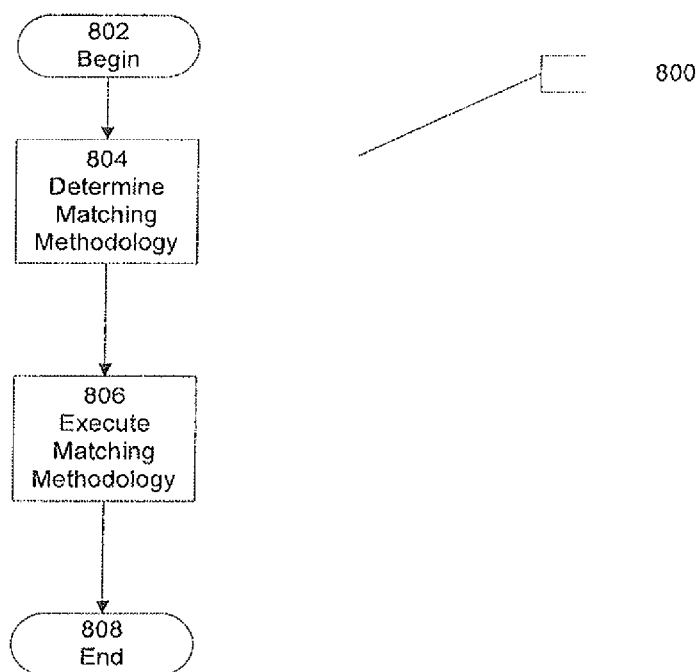 802
Begin
800
804
Determine
Matching
Methodology
806
Execute
Matching
Methodology
808
End